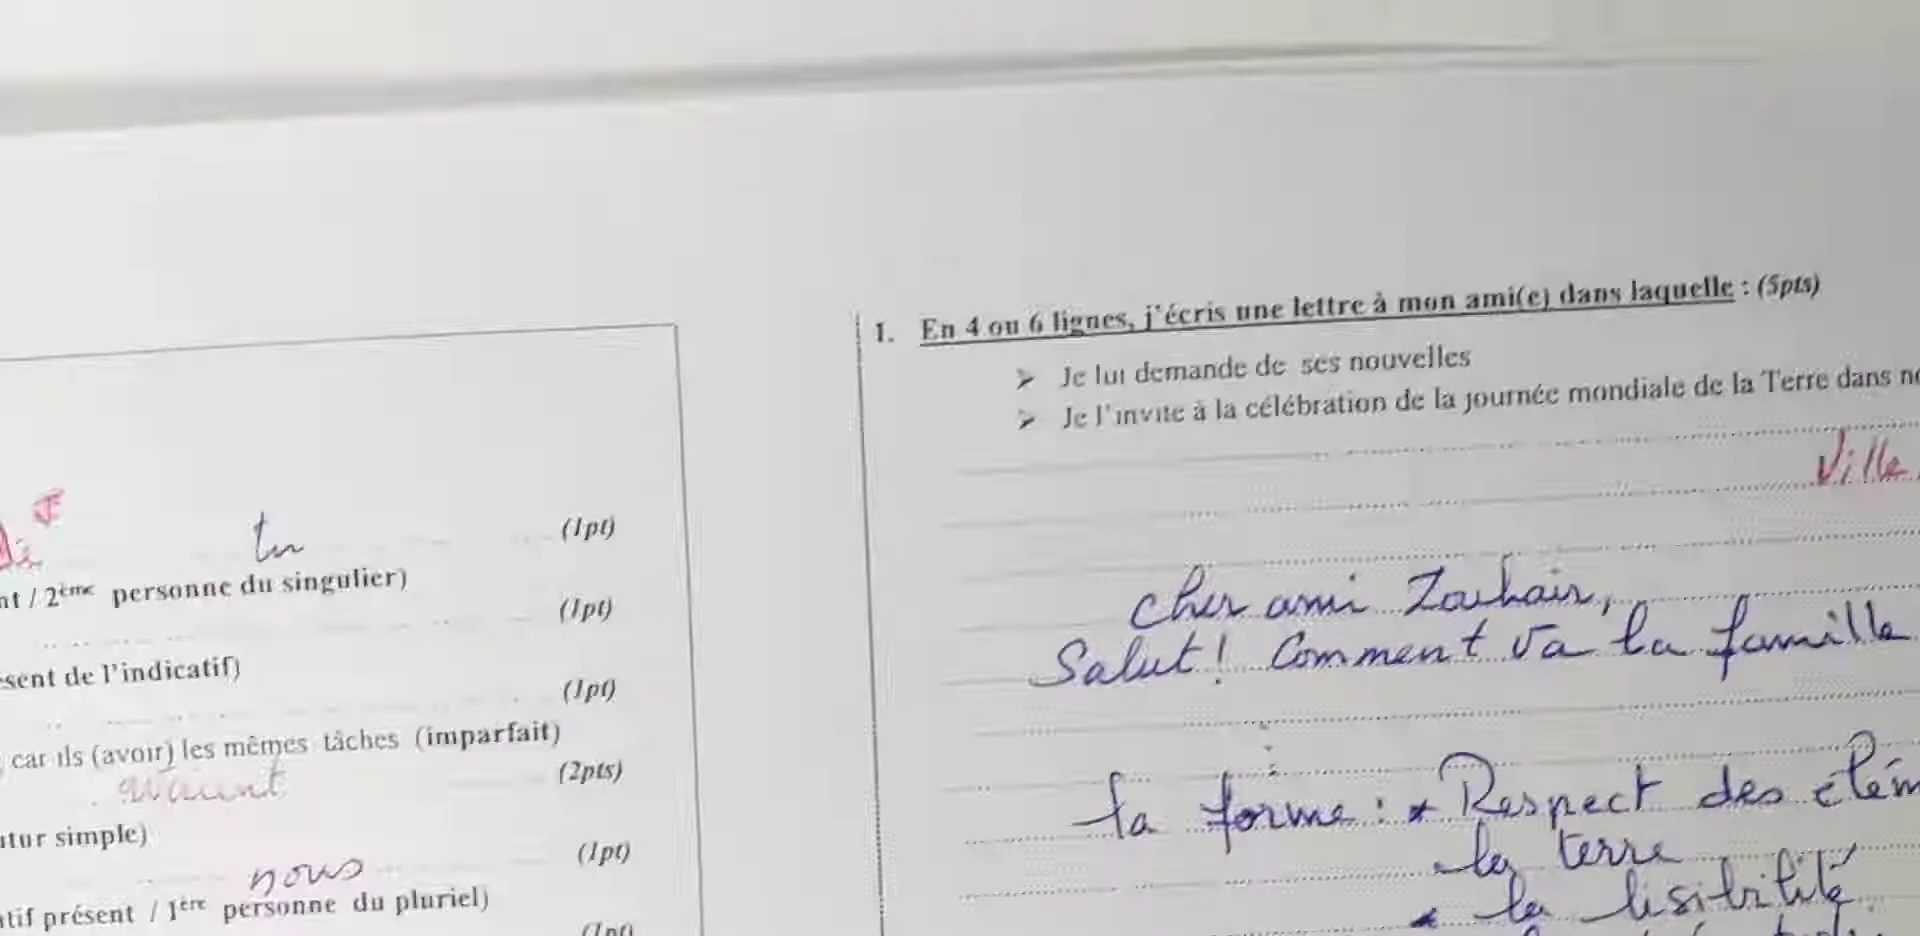 tu
(1pt)
nt / 2ème personne du singulier)
(1pt)
sent de l'indicatif)
(1pt)
car ils (avoir) les mêmes tâches (imparfait)
avaient
(2pts)
utur simple)
nous
(1pt)
tif présent / 1ère personne du pluriel)
(1pt)
I. En 4 ou 6 lignes, j'écris une lettre à mon ami(e) dans laquelle : (5pts)
➢ Je lui demande de ses nouvelles
➢ Je l'invite à la célébration de la journée mondiale de la Terre dans no
Ville.
Cher ami Zouhair,
Salut! Comment va la famille
La forme : * Respect des élém
terre
* la lisibilité